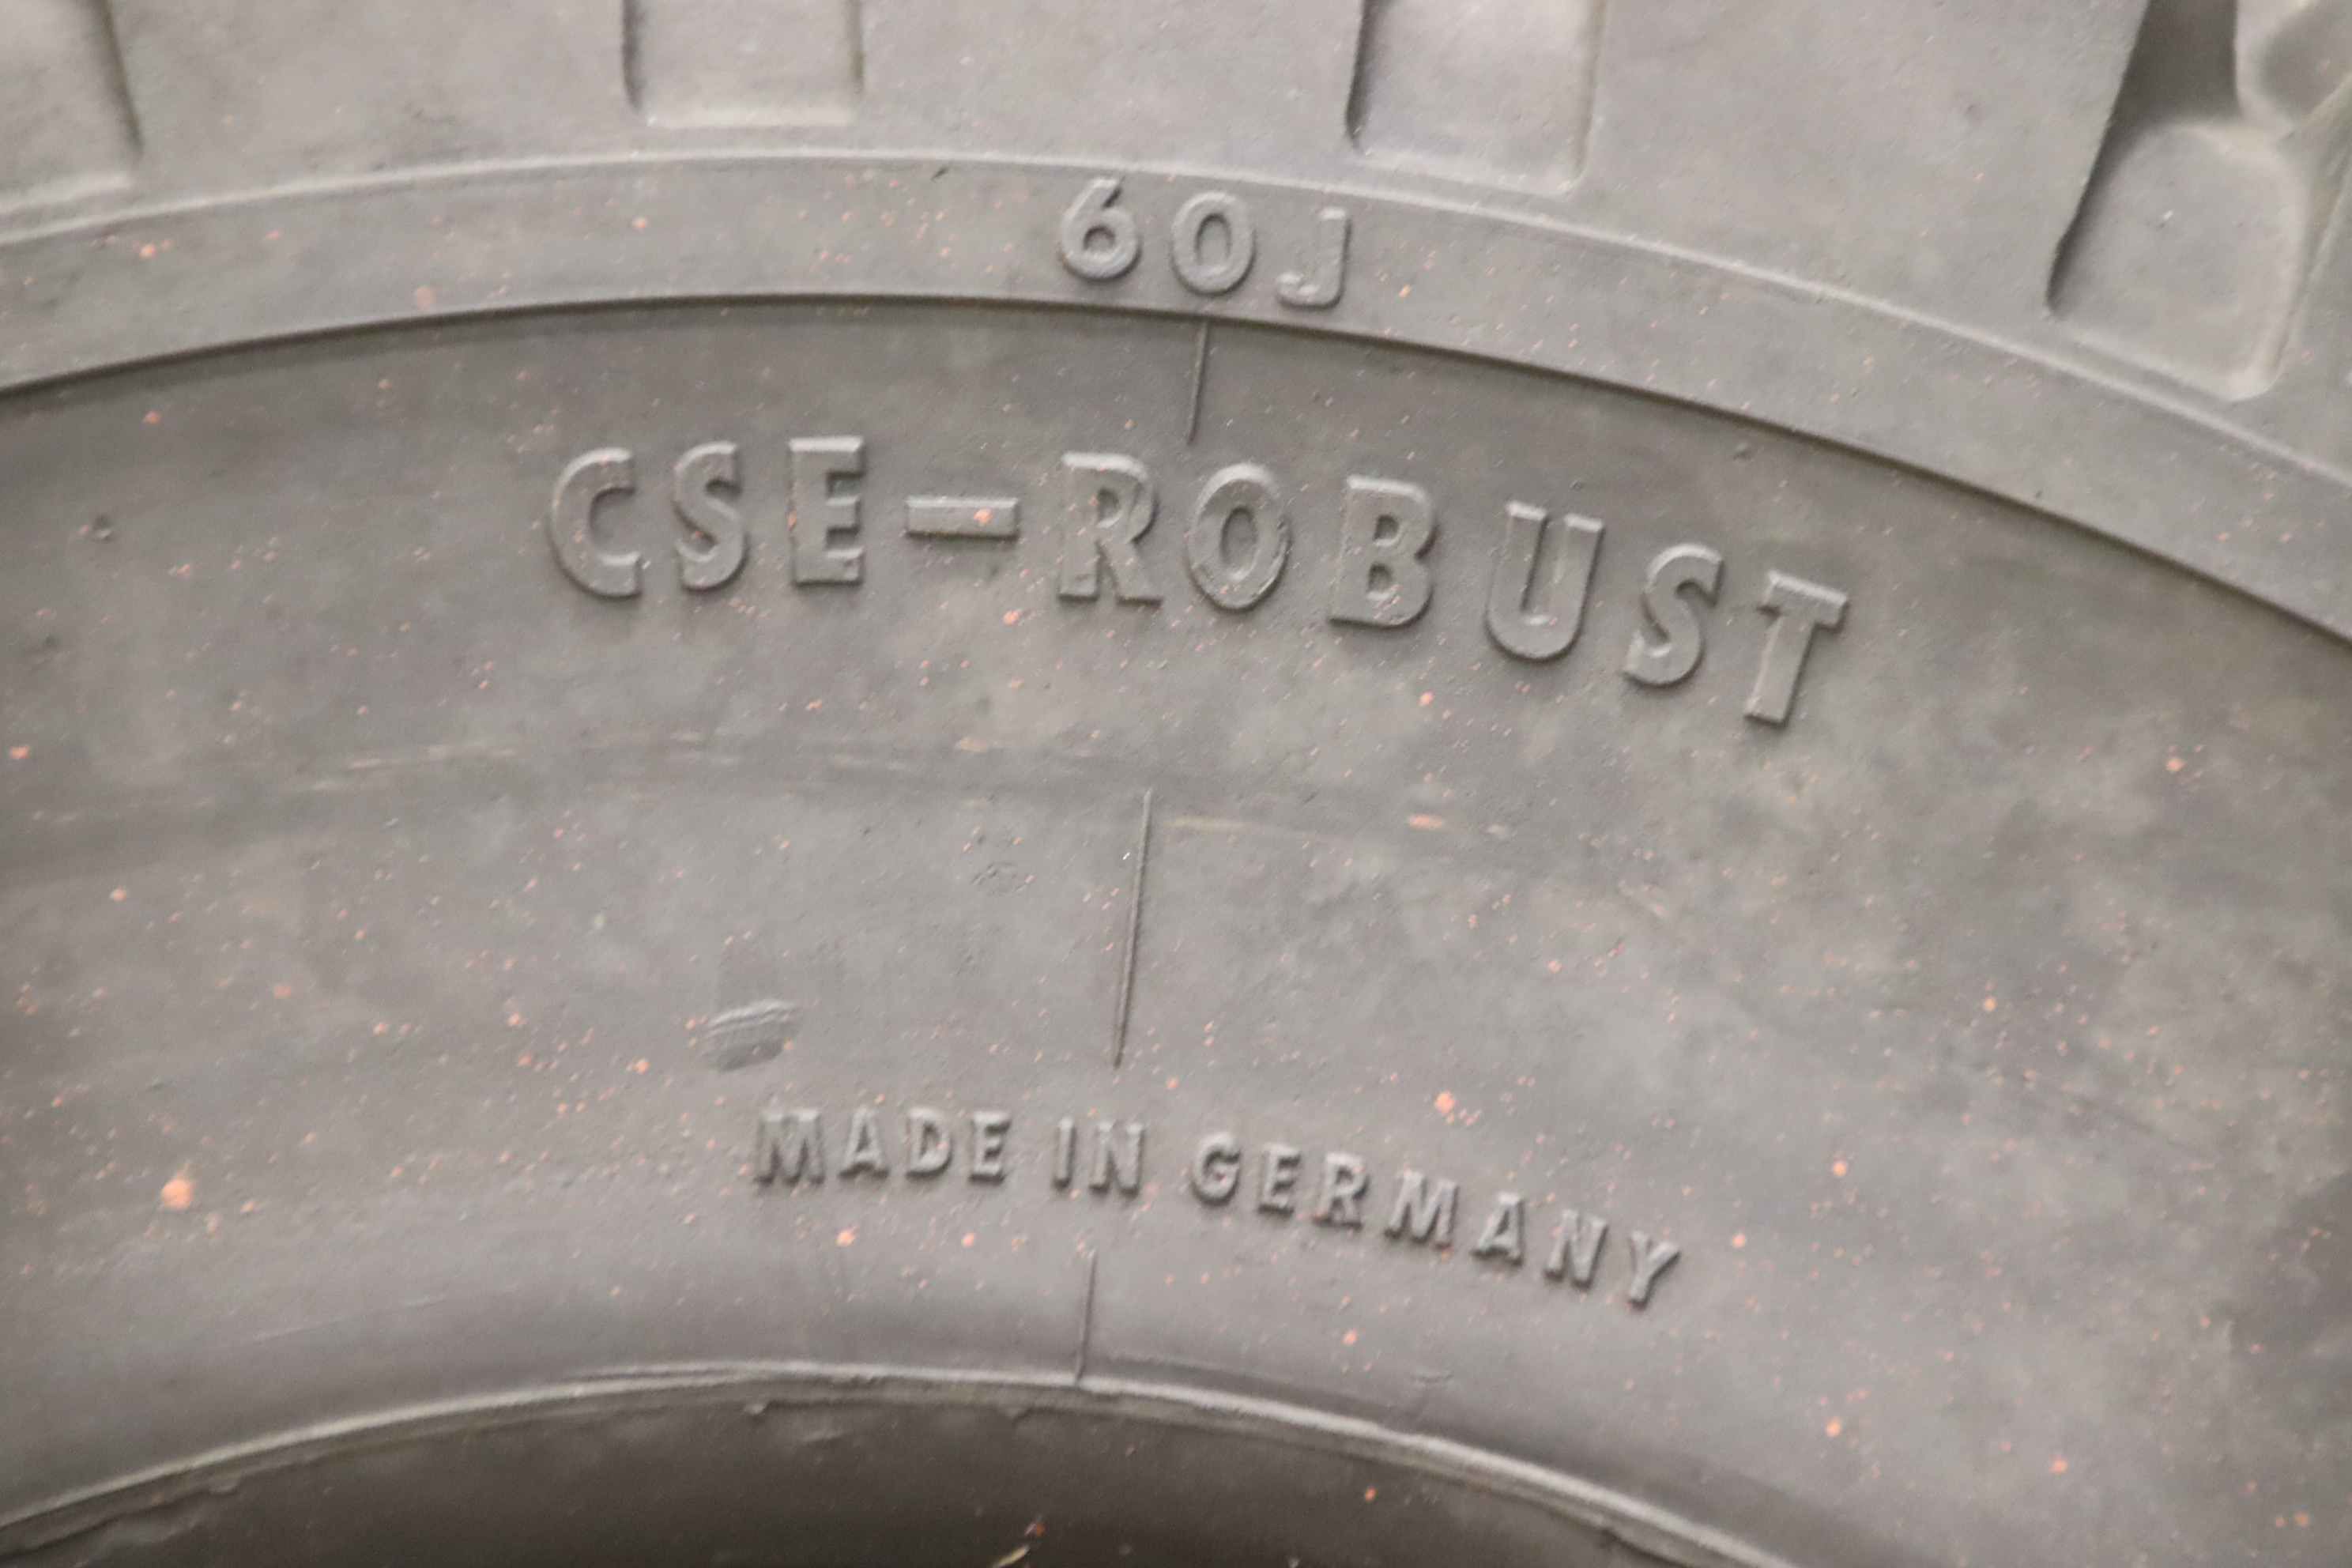 60J
CSE-ROBUST
MADE IN GERMANY